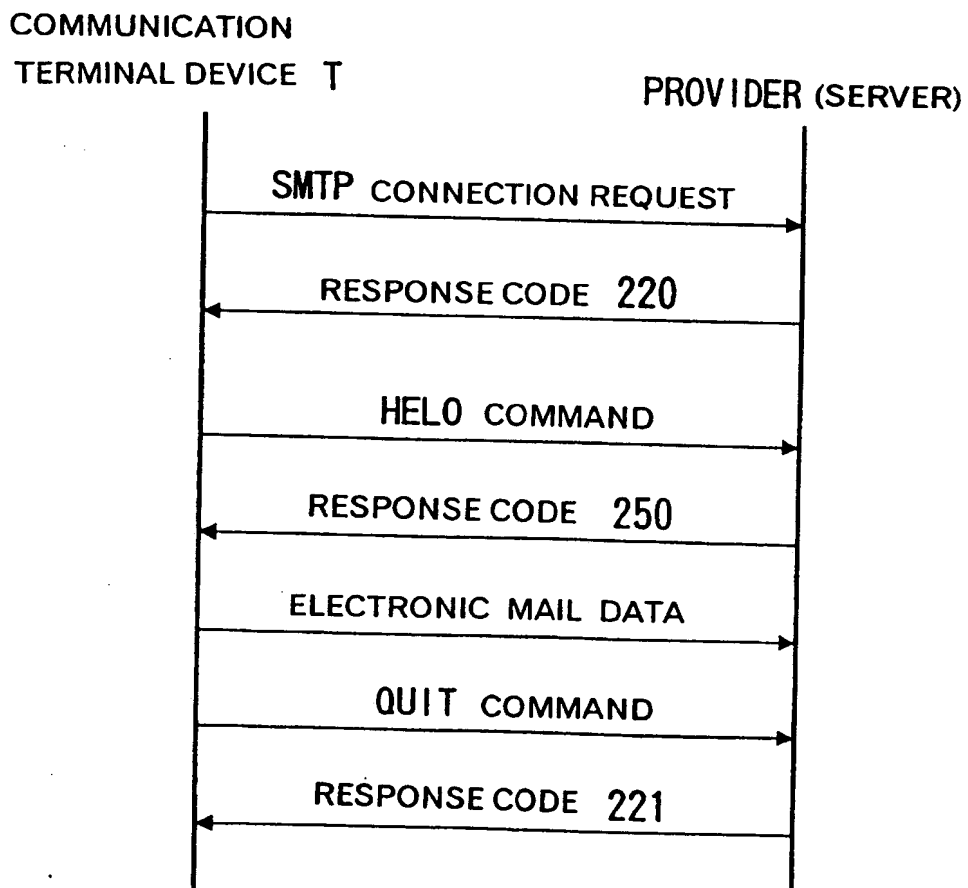 COMMUNICATION
TERMINAL DEVICE T
PROVIDER (SERVER)
SMTP CONNECTION REQUEST
RESPONSE CODE 220
HELO COMMAND
RESPONSE CODE 250
ELECTRONIC MAIL DATA
QUIT COMMAND
RESPONSE CODE 221